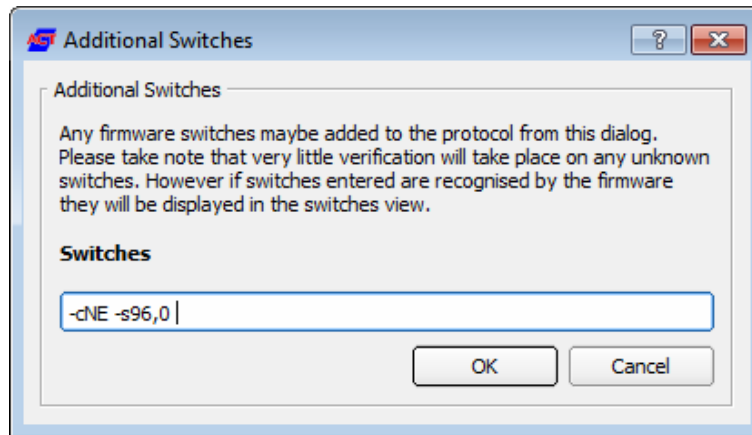 AGT Additional Switches ?
Additional Switches
Any firmware switches maybe added to the protocol from this dialog.
Please take note that very little verification will take place on any unknown
switches. However if switches entered are recognised by the firmware
they will be displayed in the switches view.
Switches
-cNE -s96,0
OK Cancel